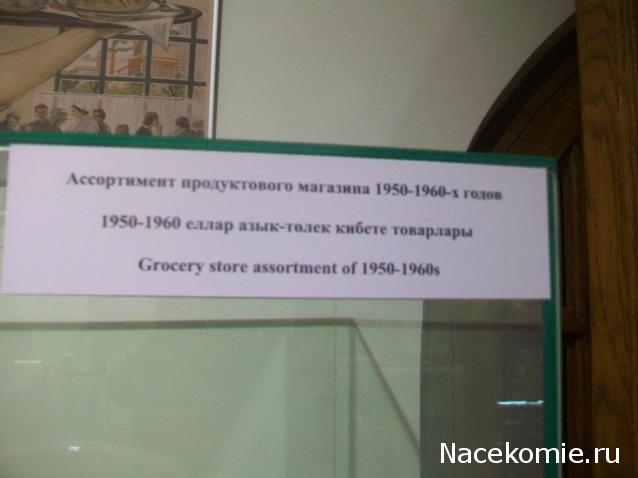 Ассортимент продуктового магазина 1950-1960-х годов
1950-1960 еллар азык-төлек кибете товарлары
Grocery store assortment of 1950-1960s
Nacekomie.ru